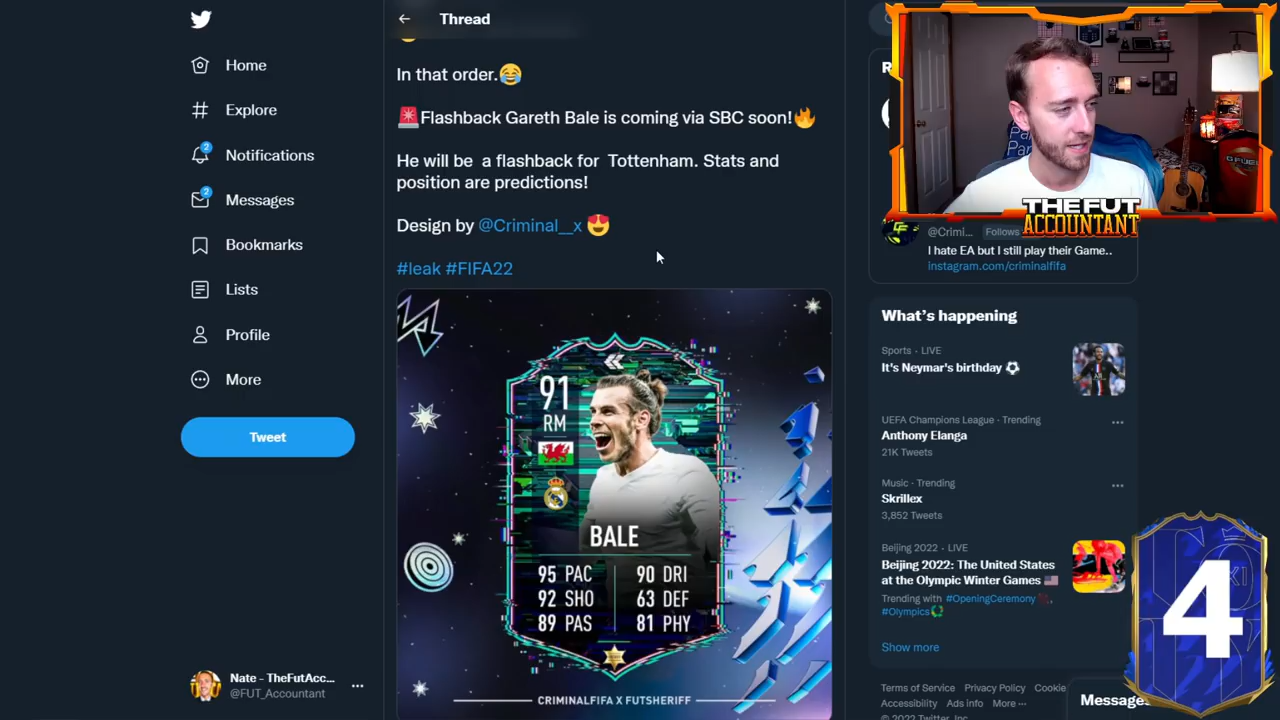 Thread
Home
Explore
2
Notifications
2
Messages
Bookmarks
Lists
Profile
More
Tweet
Nate - TheFutAcc...
@FUT_Accountant
In that order.😂
🚨Flashback Gareth Bale is coming via SBC soon!🔥
He will be a flashback for Tottenham. Stats and
position are predictions!
Design by @Criminal__x 😍
#leak #FIFA22
91
RM
BALE
95 PAC 90 DRI
92 SHO 63 DEF
89 PAS 81 PHY
CRIMINALFIFA X FUTSHERIFF
THE FUT
ACCOUNTANT
@Crimi... Follows
I hate EA but I still play their Game..
instagram.com/criminalfifa
What's happening
Sports · LIVE
It's Neymar's birthday ⚽
UEFA Champions League · Trending
Anthony Elanga
21K Tweets
Music · Trending
Skrillex
3,852 Tweets
Beijing 2022 · LIVE
Beijing 2022: The United States
at the Olympic Winter Games 🇺🇸
Trending with #OpeningCeremony
#Olympics
Show more
Terms of Service Privacy Policy Cookie
Accessibility Ads info More ···
© 2022 Twitter, Inc.
Messages
4